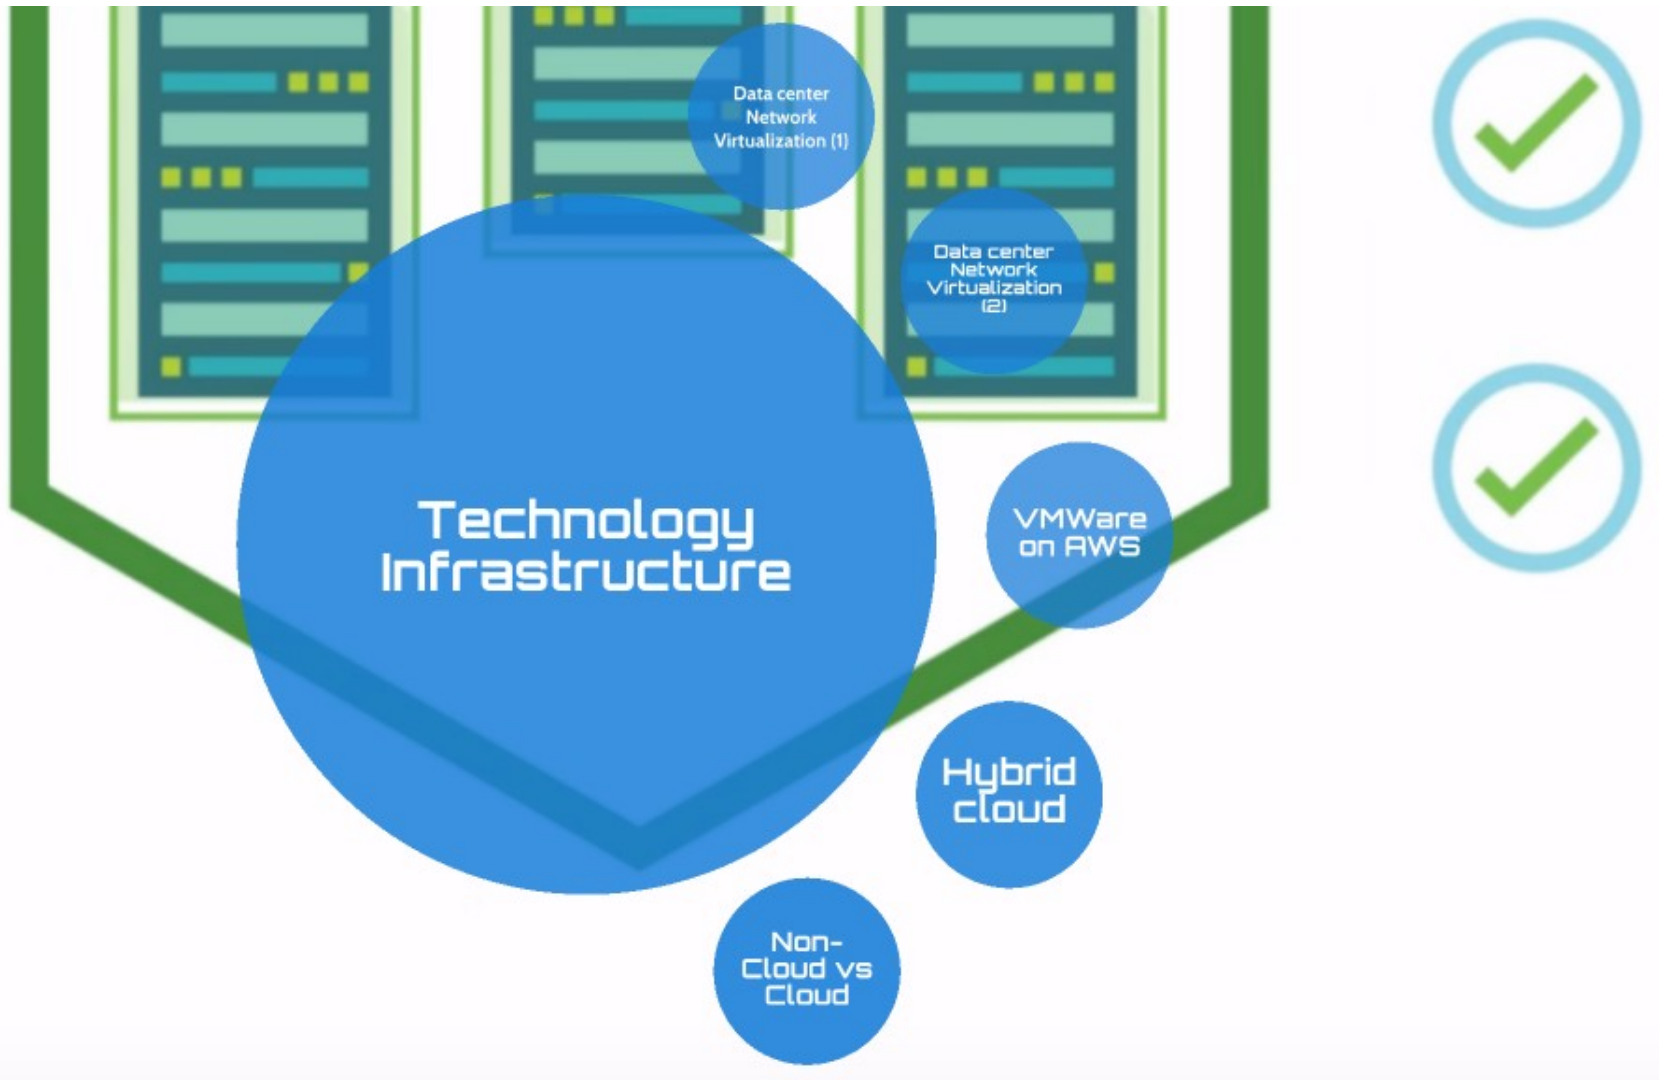 Data center
Network
Virtualization (1)
Data center
Network
Virtualization
(2)
Technology
Infrastructure
VMWare
on AWS
Hybrid
cloud
Non-
Cloud vs
Cloud